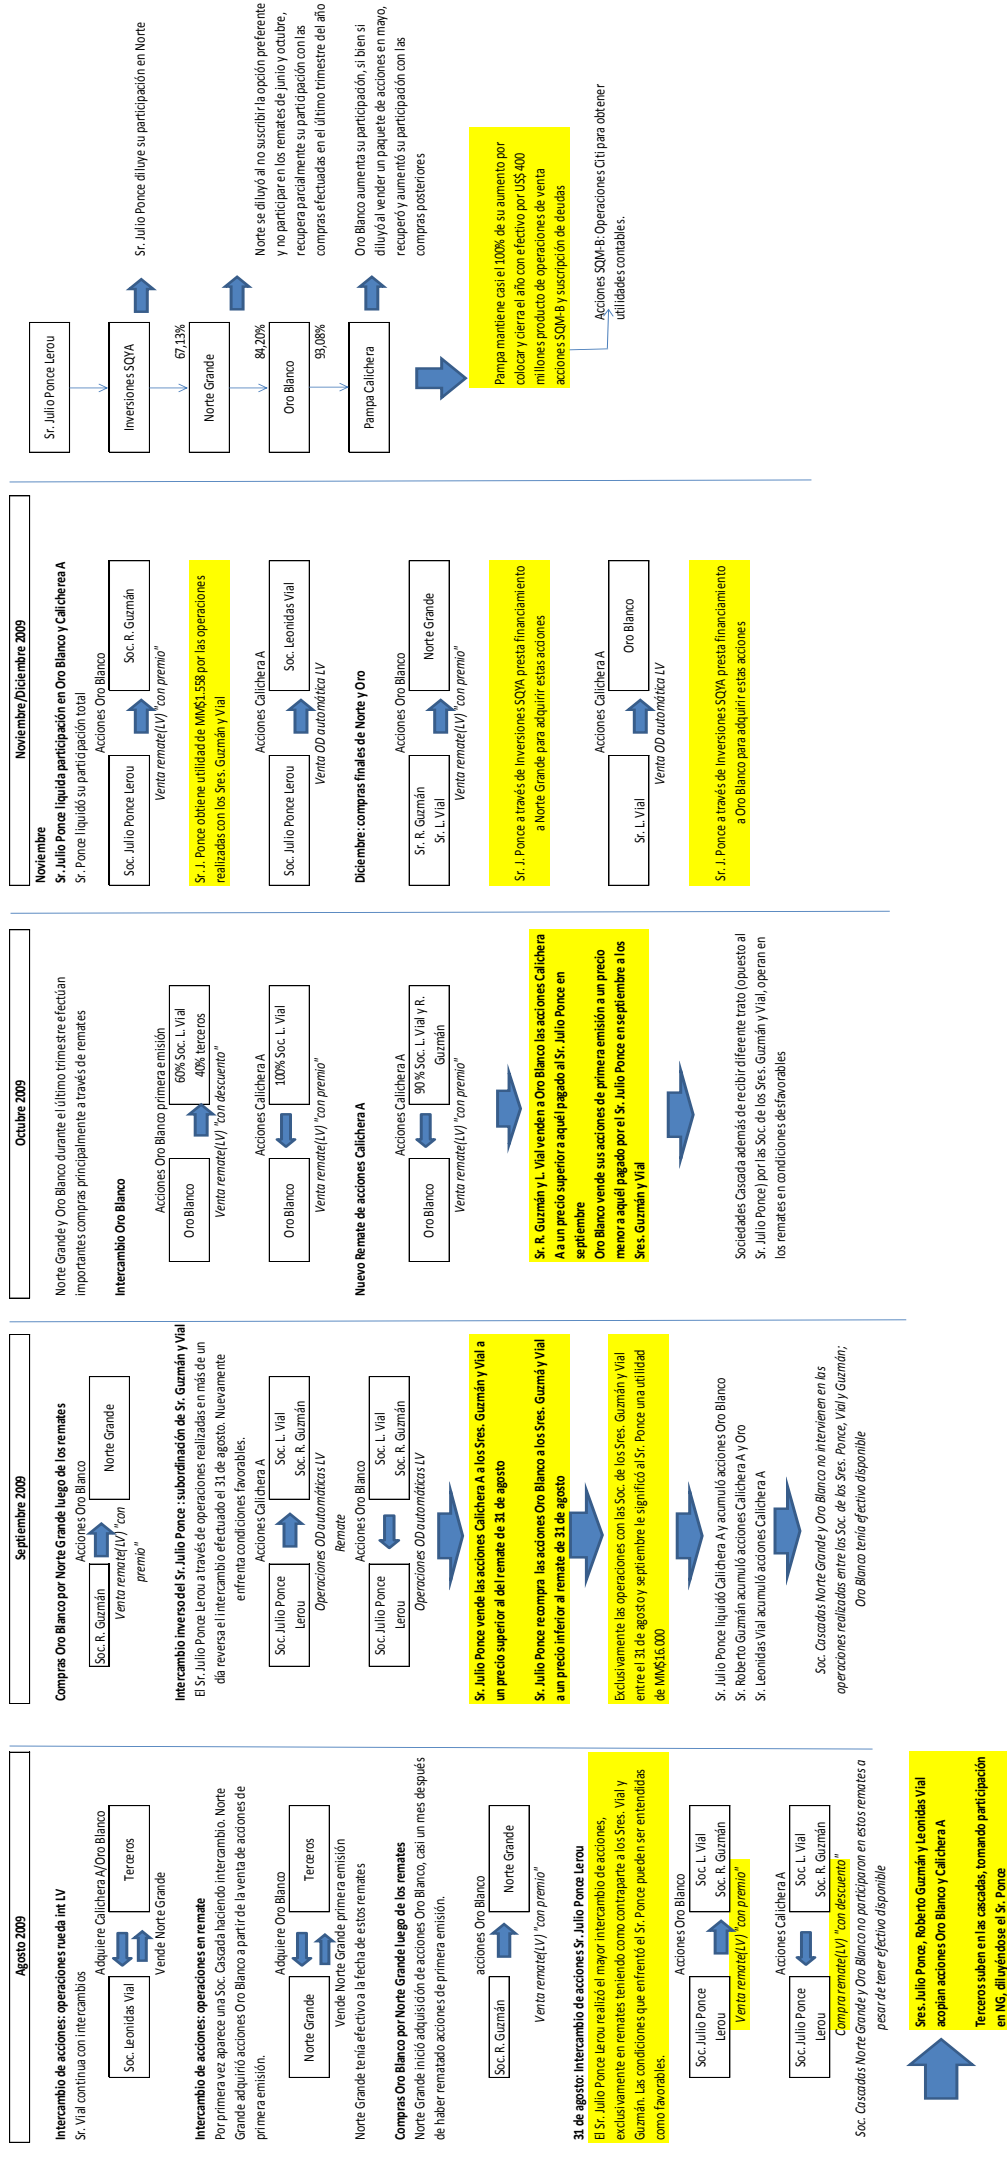 Agosto 2009
Intercambio de acciones: operaciones rueda int LV
Sr. Vial continua con intercambios
Adquiere Calichera A/Oro Blanco
Soc. Leonidas Vial
Terceros
Vende Norte Grande
Intercambio de acciones: operaciones en remate
Por primera vez aparece una Soc. Cascada haciendo intercambio. Norte
Grande adquirió acciones Oro Blanco a partir de la venta de acciones de
primera emisión.
Adquiere Oro Blanco
Norte Grande
Terceros
Vende Norte Grande primera emisión
Norte Grande tenía efectivo a la fecha de estos remates
Compras Oro Blanco por Norte Grande luego de los remates
Norte Grande inició adquisición de acciones Oro Blanco, casi un mes después
de haber rematado acciones de primera emisión.
acciones Oro Blanco
Soc. R. Guzmán
Norte Grande
Venta remate(LV) "con premio"
31 de agosto: Intercambio de acciones Sr. Julio Ponce Lerou
El Sr. Julio Ponce Lerou realizó el mayor intercambio de acciones,
exclusivamente en remates teniendo como contraparte a los Sres. Vial y
Guzmán. Las condiciones que enfrentó el Sr. Ponce pueden ser entendidas
como favorables.
Acciones Oro Blanco
Soc. Julio Ponce
Lerou
Soc. L. Vial
Soc. R. Guzmán
Venta remate(LV) "con premio"
Acciones Calichera A
Soc. Julio Ponce
Lerou
Soc. L. Vial
Soc. R. Guzmán
Compra remate(LV) "con descuento"
Soc. Cascadas Norte Grande y Oro Blanco no participaron en estos remates a
pesar de tener efectivo disponible
Sres. Julio Ponce, Roberto Guzmán y Leonidas Vial
acopian acciones Oro Blanco y Calichera A
Terceros suben en las cascadas, tomando participación
en NG, diluyéndose el Sr. Ponce
Septiembre 2009
Compras Oro Blanco por Norte Grande luego de los remates
Acciones Oro Blanco
Soc. R. Guzmán
Norte Grande
Venta remate(LV) "con
premio"
Intercambio inverso del Sr. Julio Ponce : subordinación de Sr. Guzmán y Vial
El Sr. Julio Ponce Lerou a través de operaciones realizadas en más de un
día reversa el intercambio efectuado el 31 de agosto. Nuevamente
enfrenta condiciones favorables.
Acciones Calichera A
Soc. Julio Ponce
Lerou
Soc. L. Vial
Soc. R. Guzmán
Operaciones OD automáticas LV
Remate
Acciones Oro Blanco
Soc. Julio Ponce
Lerou
Soc. L. Vial
Soc. R. Guzmán
Operaciones OD automáticas LV
Sr. Julio Ponce vende las acciones Calichera A a los Sres. Guzmán y Vial a
un precio superior al del remate de 31 de agosto
Sr. Julio Ponce recompra las acciones Oro Blanco a los Sres. Guzmá y Vial
a un precio inferior al remate de 31 de agosto
Exclusivamente las operaciones con las Soc. de los Sres. Guzmán y Vial
entre el 31 de agosto y septiembre le significó al Sr. Ponce una utilidad
de MM$16.000
Sr. Julio Ponce liquidó Calichera A y acumuló acciones Oro Blanco
Sr. Roberto Guzmán acumuló acciones Calichera A y Oro
Sr. Leonidas Vial acumuló acciones Calichera A
Soc. Cascadas Norte Grande y Oro Blanco no intervienen en las
operaciones realizadas entre las Soc. de los Sres. Ponce, Vial y Guzmán;
Oro Blanco tenía efectivo disponible
Octubre 2009
Norte Grande y Oro Blanco durante el último trimestre efectúan
importantes compras principalmente a través de remates
Intercambio Oro Blanco
Acciones Oro Blanco primera emisión
Oro Blanco
60% Soc. L. Vial
40% terceros
Venta remate(LV) "con descuento"
Acciones Calichera A
Oro Blanco
100% Soc. L. Vial
Venta remate(LV) "con premio"
Nuevo Remate de acciones Calichera A
Acciones Calichera A
Oro Blanco
90 % Soc. L. Vial y R.
Guzmán
Venta remate(LV) "con premio"
Sr. R. Guzmán y L. Vial venden a Oro Blanco las acciones Calichera
A a un precio superior a aquél pagado al Sr. Julio Ponce en
septiembre
Oro Blanco vende sus acciones de primera emisión a un precio
menor a aquél pagado por el Sr. Julio Ponce en septiembre a los
Sres. Guzmán y Vial
Sociedades Cascada además de recibir diferente trato (opuesto al
Sr. Julio Ponce) por las Soc. de los Sres. Guzmán y Vial, operan en
los remates en condiciones desfavorables
Noviembre/Diciembre 2009
Noviembre
Sr. Julio Ponce liquida participación en Oro Blanco y Calicherea A
Sr. Ponce liquidó su participación total
Acciones Oro Blanco
Soc. Julio Ponce Lerou
Soc. R. Guzmán
Venta remate(LV) "con premio"
Sr. J. Ponce obtiene utilidad de MM$1.558 por las operaciones
realizadas con los Sres. Guzmán y Vial
Acciones Calichera A
Soc. Julio Ponce Lerou
Soc. Leonidas Vial
Venta OD automática LV
Diciembre: compras finales de Norte y Oro
Acciones Oro Blanco
Sr. R. Guzmán
Sr. L. Vial
Norte Grande
Venta remate(LV) "con premio"
Sr. J. Ponce a través de Inversiones SQYA presta financiamiento
a Norte Grande para adquirir estas acciones
Acciones Calichera A
Sr. L. Vial
Oro Blanco
Venta OD automática LV
Sr. J. Ponce a través de Inversiones SQYA presta financiamiento
a Oro Blanco para adquirir estas acciones
Sr. Julio Ponce Lerou
Inversiones SQYA
Sr. Julio Ponce diluye su participación en Norte
67,13%
Norte Grande
Norte se diluyó al no suscribir la opción preferente
y no participar en los remates de junio y octubre,
recupera parcialmente su participación con las
compras efectuadas en el último trimestre del año
84,20%
Oro Blanco
93,08%
Pampa Calichera
Oro Blanco aumenta su participación, si bien si
diluyó al vender un paquete de acciones en mayo,
recuperó y aumentó su participación con las
compras posteriores
Pampa mantiene casi el 100% de su aumento por
colocar y cierra el año con efectivo por US$ 400
millones producto de operaciones de venta
acciones SQM-B y suscripción de deudas
Acciones SQM-B: Operaciones Citi para obtener
utilidades contables.